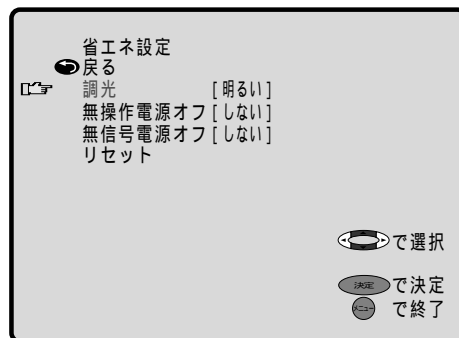 省エネ設定
戻る
調光 [明るい]
無操作電源オフ[しない]
無信号電源オフ[しない]
リセット
で選択
決定 で決定
メニュー で終了